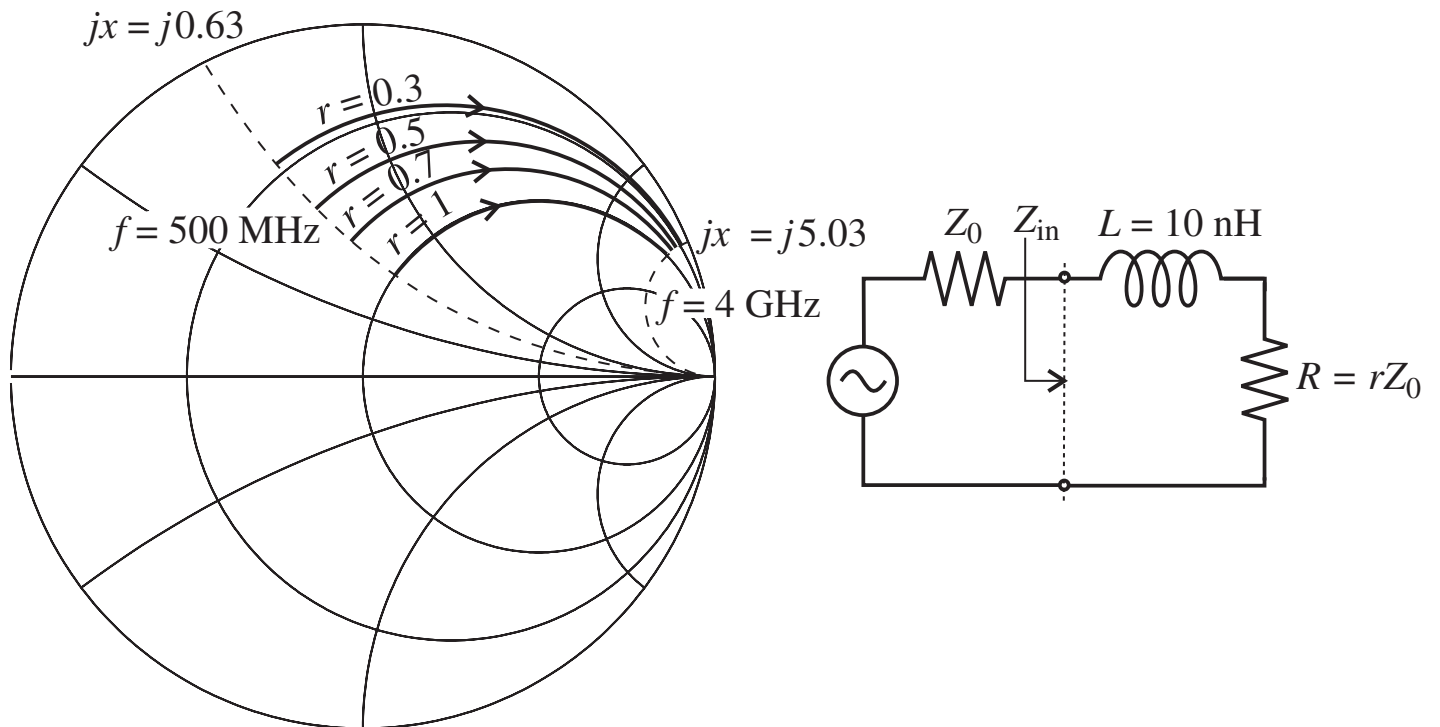 jx = j0.63
r = 0.3
r = 0.5
r = 0.7
r = 1
f = 500 MHz
jx = j5.03
f = 4 GHz
Z0
Zin
L = 10 nH
R = rZ0